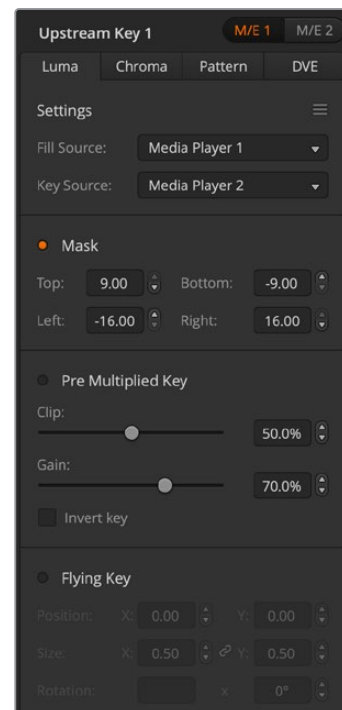 Upstream Key 1 M/E 1 M/E 2
Luma Chroma Pattern DVE
Settings
Fill Source: Media Player 1
Key Source: Media Player 2
Mask
Top: 9.00 Bottom: -9.00
Left: -16.00 Right: 16.00
Pre Multiplied Key
Clip:
50.0%
Gain:
70.0%
Invert key
Flying Key
Position: X: 0.00 Y: 0.00
Size: X: 0.50 Y: 0.50
Rotation: x 0°